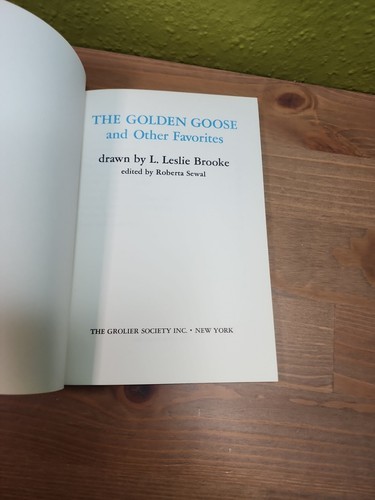 THE GOLDEN GOOSE
and Other Favorites
drawn by L. Leslie Brooke
edited by Roberta Sewal
THE GROLIER SOCIETY INC. • NEW YORK